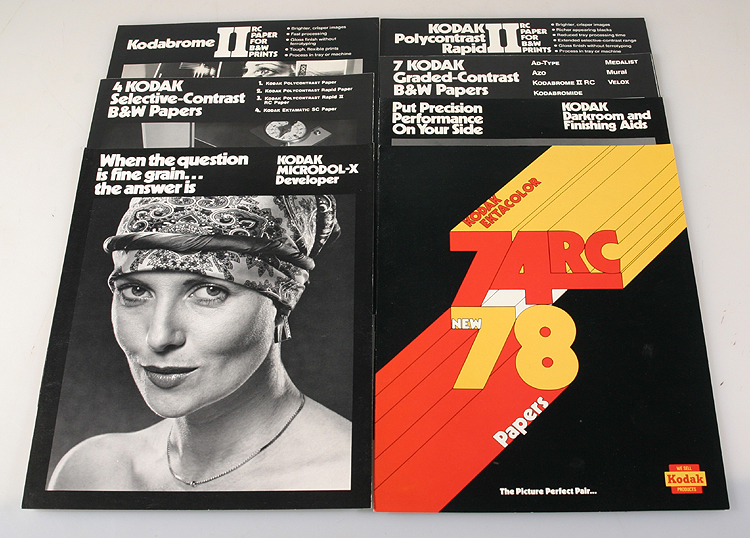 Kodabrome II RC
PAPER
FOR
B&W
PRINTS
• Brighter, crisper images
• Fast processing
• Gloss finish without
ferrotyping
• Tough, flexible prints
• Process in tray or machine
KODAK
Polycontrast
Rapid II RC
PAPER
FOR
B&W
PRINTS
• Brighter, crisper images
• Richer appearing blacks
• Reduced tray processing time
• Extended selective-contrast range
• Gloss finish without ferrotyping
• Process in tray or machine
4 KODAK
Selective-Contrast
B&W Papers
1. KODAK POLYCONTRAST Paper
2. KODAK POLYCONTRAST Rapid Paper
3. KODAK POLYCONTRAST Rapid II
RC Paper
4. KODAK EKTAMATIC SC Paper
7 KODAK
Graded-Contrast
B&W Papers
AD-TYPE
AZO
KODABROME II RC
KODABROMIDE
MEDALIST
Mural
VELOX
Put Precision
Performance
On Your Side
KODAK
Darkroom and
Finishing Aids
When the question
is fine grain...
the answer is
KODAK
MICRODOL-X
Developer
KODAK
EKTACOLOR
74 RC
NEW
78
Papers
The Picture Perfect Pair...
WE SELL
Kodak
PRODUCTS